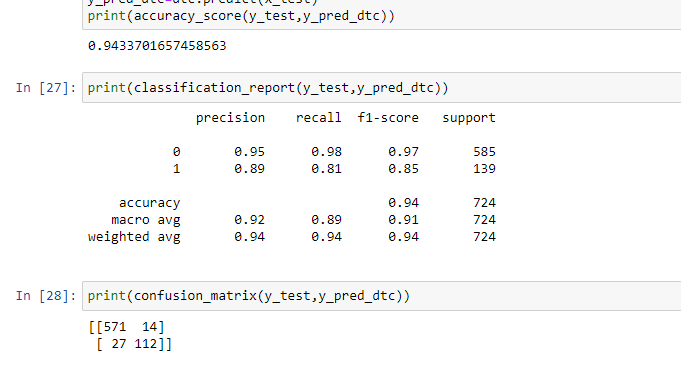 y_pred_dtc=dtc.predict(x_test)
print(accuracy_score(y_test,y_pred_dtc))
0.9433701657458563
In [27]: print(classification_report(y_test,y_pred_dtc))
precision recall f1-score support
0 0.95 0.98 0.97 585
1 0.89 0.81 0.85 139
accuracy 0.94 724
macro avg 0.92 0.89 0.91 724
weighted avg 0.94 0.94 0.94 724
In [28]: print(confusion_matrix(y_test,y_pred_dtc))
[[571 14]
[ 27 112]]